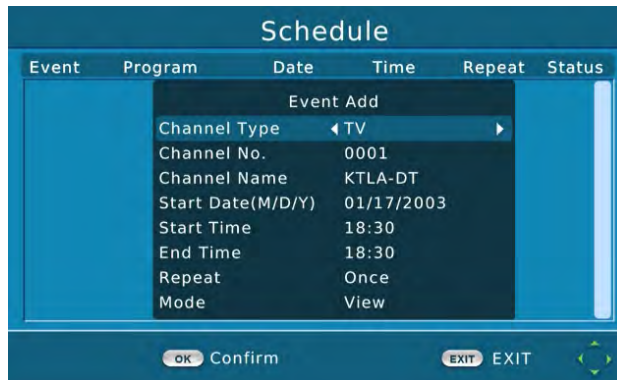 Schedule
Event Program Date Time Repeat Status
Event Add
Channel Type TV
Channel No. 0001
Channel Name KTLA-DT
Start Date(M/D/Y) 01/17/2003
Start Time 18:30
End Time 18:30
Repeat Once
Mode View
OK Confirm EXIT EXIT